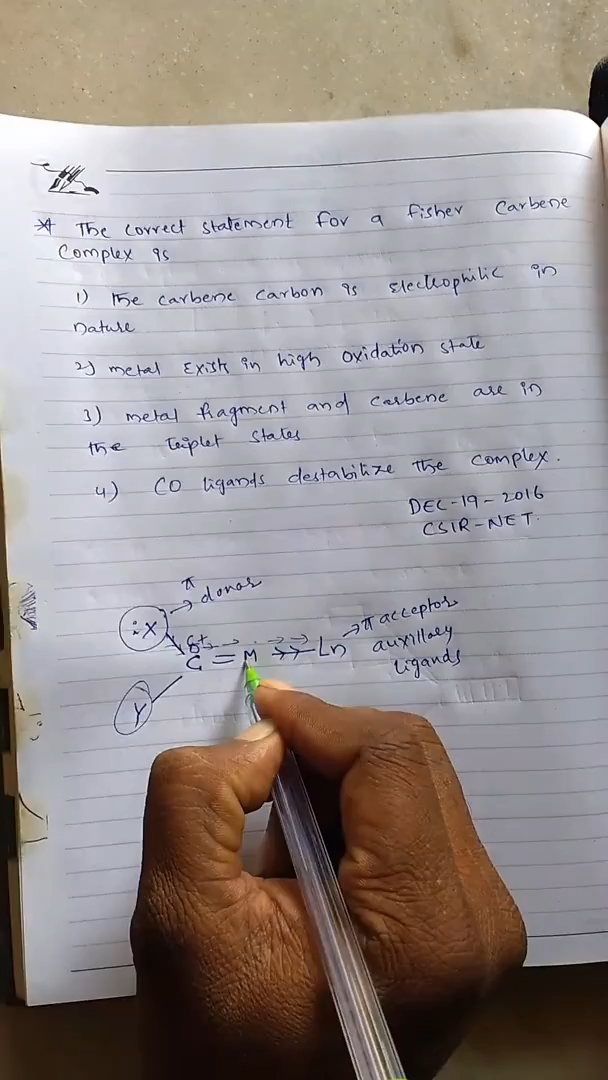 * The correct statement for a fisher carbene
Complex is
1) the carbene carbon is electrophilic in
nature
2) metal Exists in high oxidation state
3) metal fragment and carbene are in
the triplet states
4) CO ligands destabilize the complex.
DEC-19-2016
CSIR-NET.
π
donor
:X
δ+
C = M Ln
π acceptor
auxillary
ligands
Y